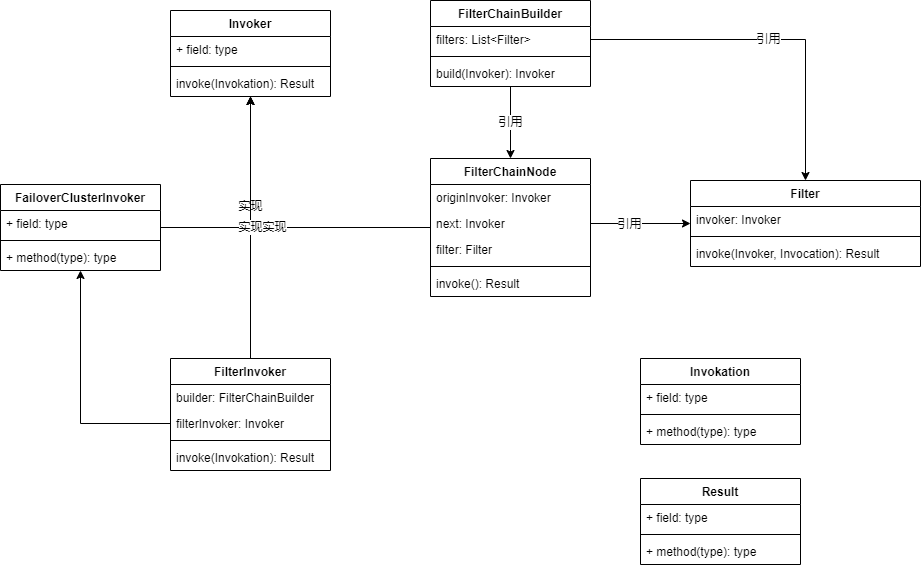 Invoker
+ field: type
invoke(Invokation): Result
FilterChainBuilder
filters: List<Filter>
build(Invoker): Invoker
引用
引用
FailoverClusterInvoker
+ field: type
+ method(type): type
实现
实现实现
FilterChainNode
originInvoker: Invoker
next: Invoker
filter: Filter
invoke(): Result
引用
Filter
invoker: Invoker
invoke(Invoker, Invocation): Result
FilterInvoker
builder: FilterChainBuilder
filterInvoker: Invoker
invoke(Invokation): Result
Invokation
+ field: type
+ method(type): type
Result
+ field: type
+ method(type): type